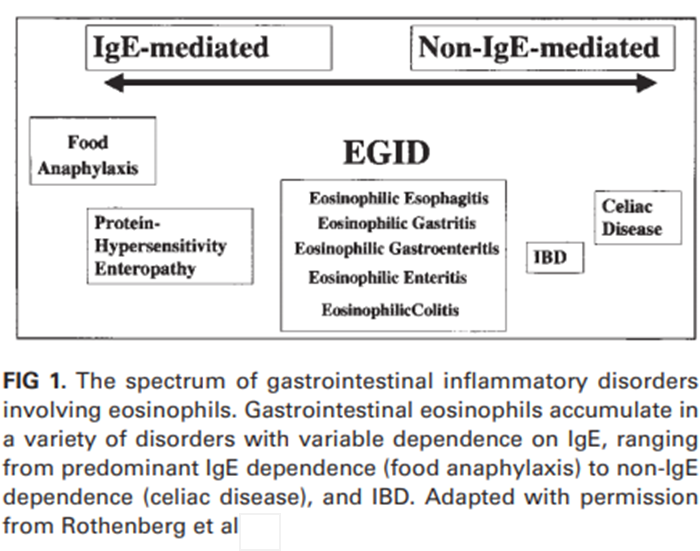 IgE-mediated
Non-IgE-mediated
Food
Anaphylaxis
EGID
Protein-
Hypersensitivity
Enteropathy
Eosinophilic Esophagitis
Eosinophilic Gastritis
Eosinophilic Gastroenteritis
Eosinophilic Enteritis
EosinophilicColitis
IBD
Celiac
Disease
FIG 1. The spectrum of gastrointestinal inflammatory disorders
involving eosinophils. Gastrointestinal eosinophils accumulate in
a variety of disorders with variable dependence on IgE, ranging
from predominant IgE dependence (food anaphylaxis) to non-IgE
dependence (celiac disease), and IBD. Adapted with permission
from Rothenberg et al